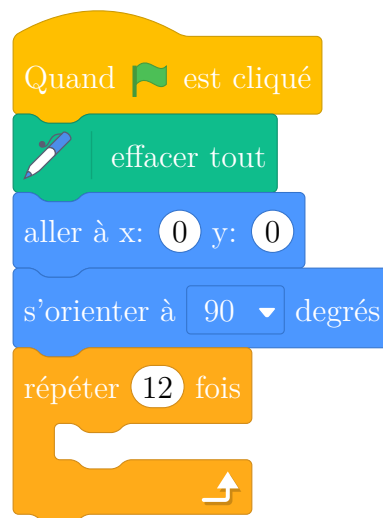 Quand est cliqué
effacer tout
aller à x: 0 y: 0
s'orienter à 90 degrés
répéter 12 fois